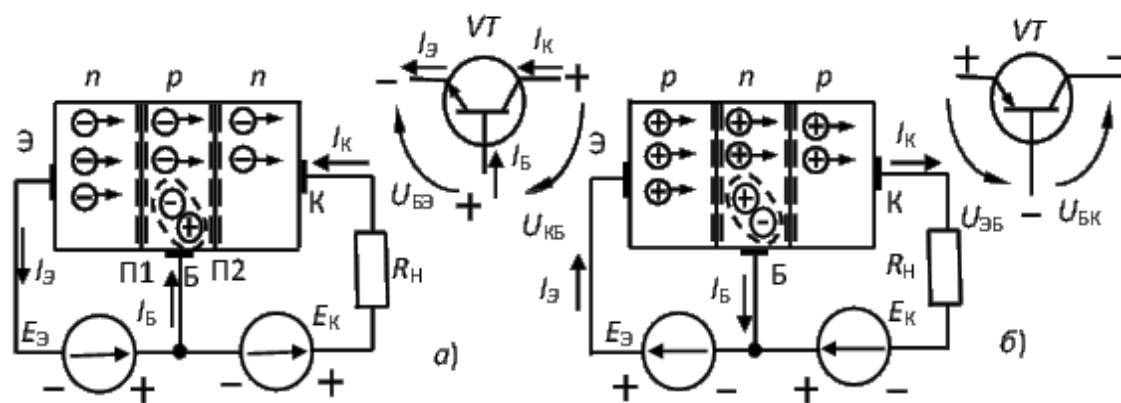 VT
Iэ
Iк
n p n
- +
Э
Iк
IБ
К
UБЭ
+
UКБ
П1 Б П2
Rн
Iэ
IБ
Eэ
Eк
а)
- + - +
VT
+ -
p n p
Э
Iк
К
UЭБ
-
UБК
Б
Rн
Iэ
IБ
Eэ
Eк
б)
+ - + -